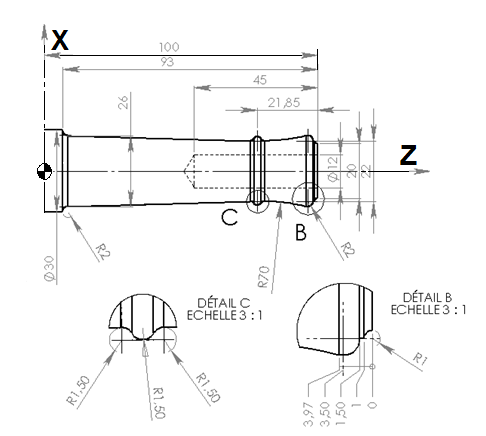 X
100
93
45
21,85
26
Z
Ø12
20
22
C
B
R2
Ø30
R70
R2
DÉTAIL C
ECHELLE 3 : 1
DÉTAIL B
ECHELLE 3 : 1
R1
R1,50
R1,50
R1,50
3,97
3,50
1,50
1
0